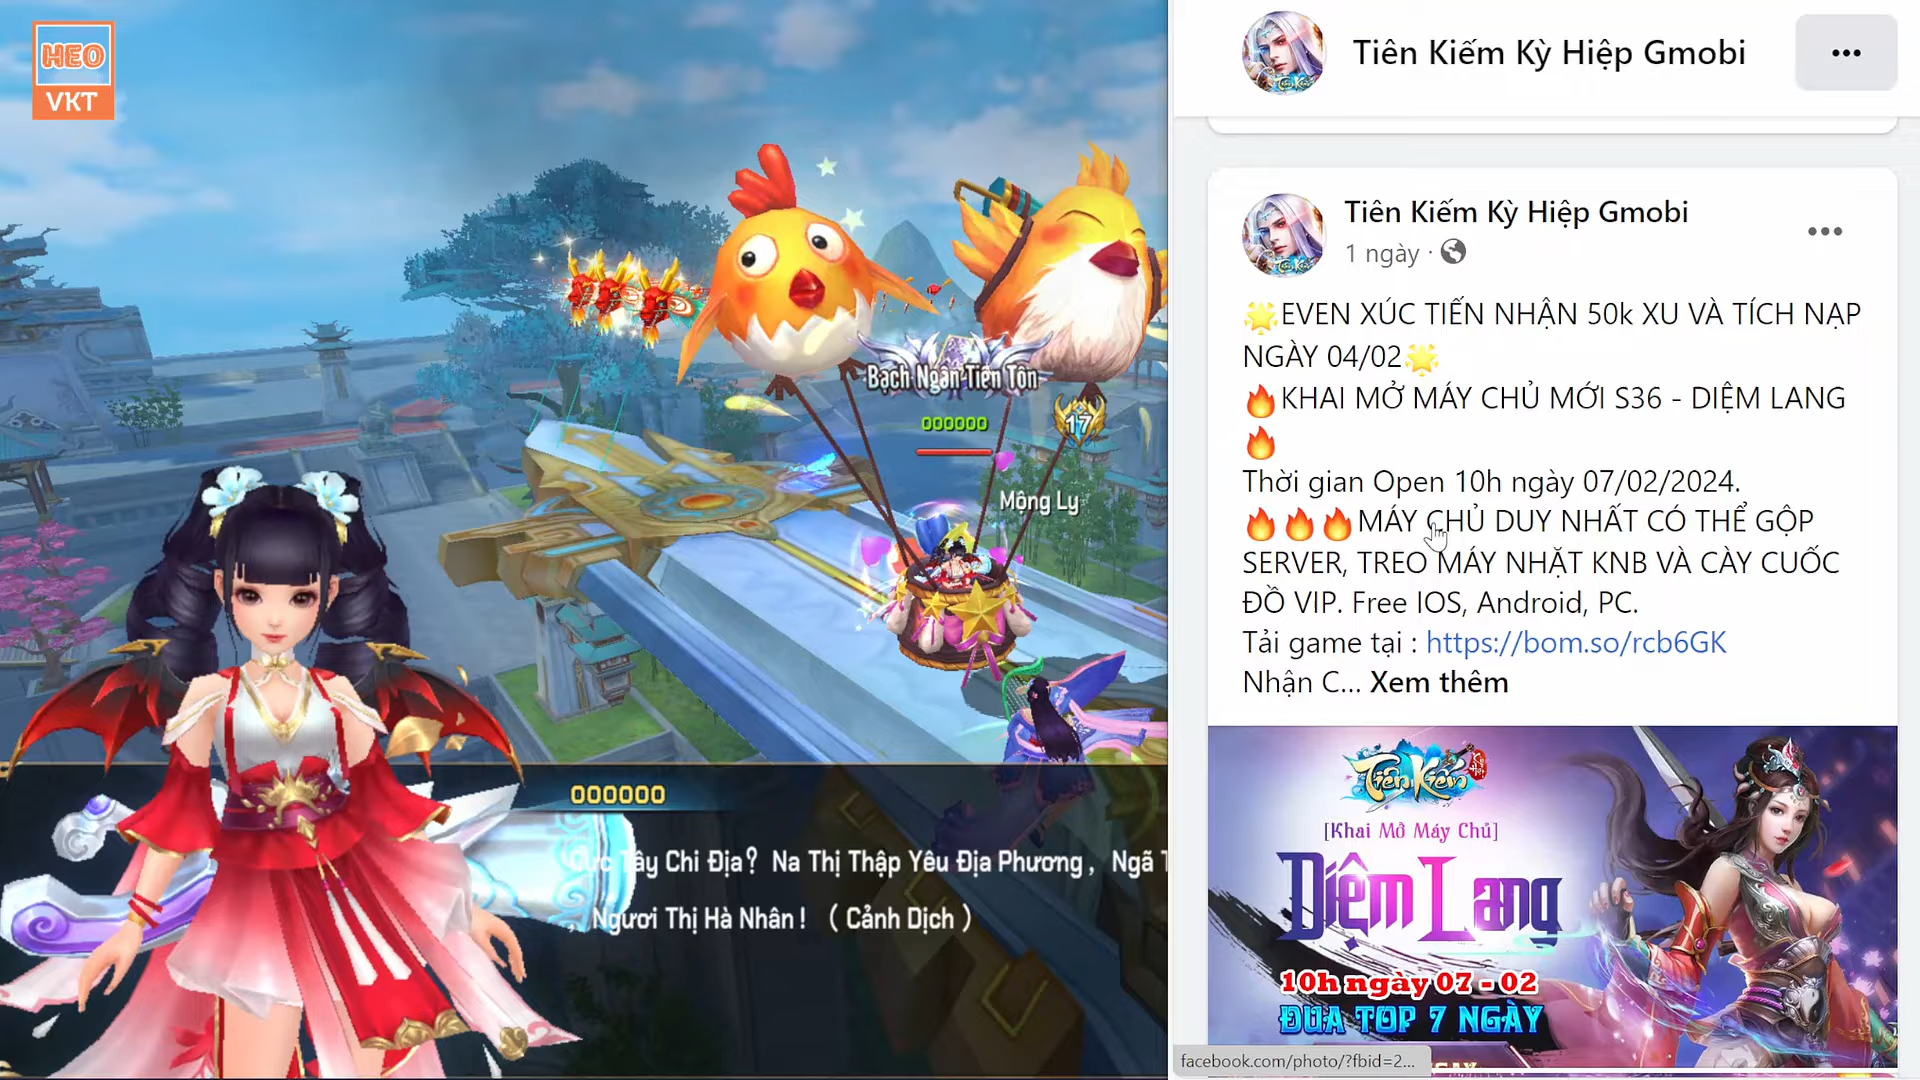 HEO
VKT
Bạch Ngân Tiên Tôn
000000
17
Mộng Ly
000000
Cực Tây Chi Địa? Na Thị Thập Yêu Địa Phương, Ngã
Ngươi Thị Hà Nhân! ( Cảnh Dịch )
Tiên Kiếm Kỳ Hiệp Gmobi
Tiên Kiếm Kỳ Hiệp Gmobi
1 ngày ·
🌟EVEN XÚC TIẾN NHẬN 50k XU VÀ TÍCH NẠP
NGÀY 04/02🌟
🔥KHAI MỞ MÁY CHỦ MỚI S36 - DIỆM LANG
🔥
Thời gian Open 10h ngày 07/02/2024.
🔥🔥🔥MÁY CHỦ DUY NHẤT CÓ THỂ GỘP
SERVER, TREO MÁY NHẶT KNB VÀ CÀY CUỐC
ĐỒ VIP. Free IOS, Android, PC.
Tải game tại : https://bom.so/rcb6GK
Nhận C... Xem thêm
Tiên Kiếm
[Khai Mở Máy Chủ]
Diệm Lang
10h ngày 07 - 02
ĐUA TOP 7 NGÀY
facebook.com/photo/?fbid=2...